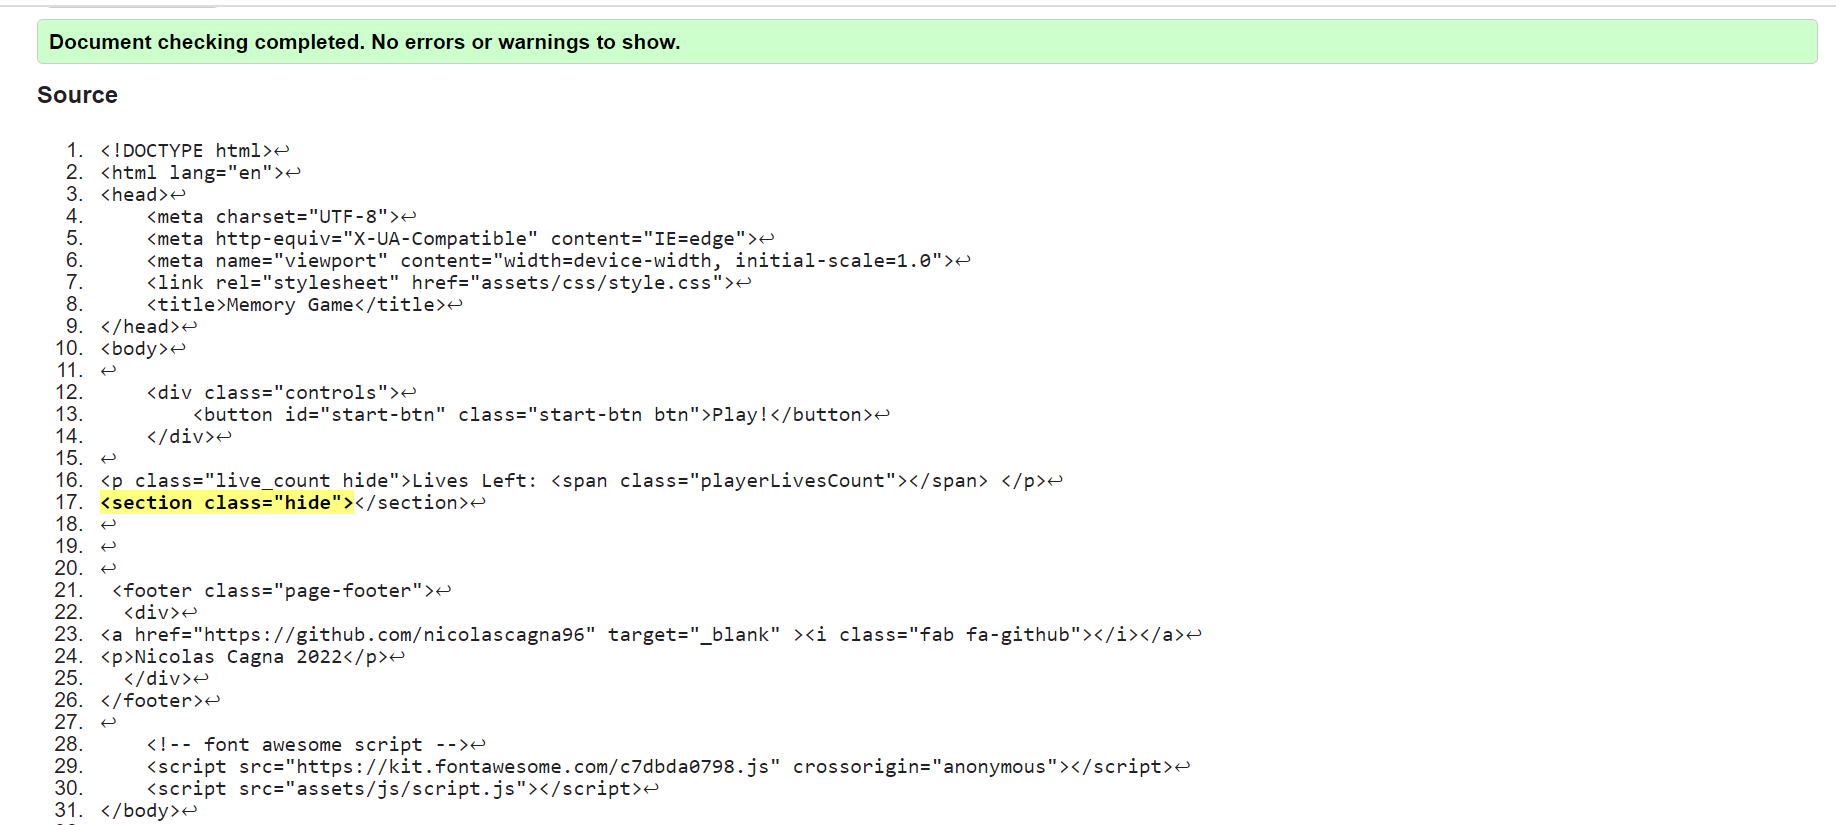 Document checking completed. No errors or warnings to show.
Source
1. <!DOCTYPE html>↩
2. <html lang="en">↩
3. <head>↩
4.     <meta charset="UTF-8">↩
5.     <meta http-equiv="X-UA-Compatible" content="IE=edge">↩
6.     <meta name="viewport" content="width=device-width, initial-scale=1.0">↩
7.     <link rel="stylesheet" href="assets/css/style.css">↩
8.     <title>Memory Game</title>↩
9. </head>↩
10. <body>↩
11. ↩
12.     <div class="controls">↩
13.         <button id="start-btn" class="start-btn btn">Play!</button>↩
14.     </div>↩
15. ↩
16. <p class="live_count hide">Lives Left: <span class="playerLivesCount"></span> </p>↩
17. <section class="hide"></section>↩
18. ↩
19. ↩
20. ↩
21.  <footer class="page-footer">↩
22.   <div>↩
23. <a href="https://github.com/nicolascagna96" target="_blank" ><i class="fab fa-github"></i></a>↩
24. <p>Nicolas Cagna 2022</p>↩
25.   </div>↩
26. </footer>↩
27. ↩
28.     <!-- font awesome script -->↩
29.     <script src="https://kit.fontawesome.com/c7dbda0798.js" crossorigin="anonymous"></script>↩
30.     <script src="assets/js/script.js"></script>↩
31. </body>↩